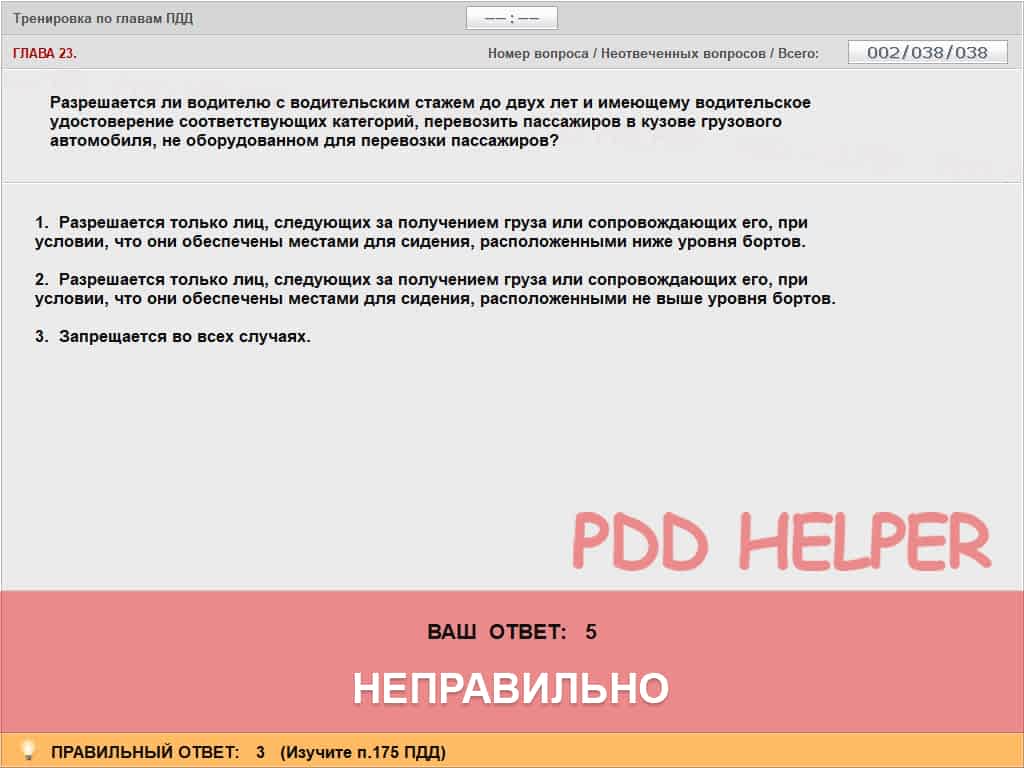 Тренировка по главам ПДД
—— : ——
ГЛАВА 23.
Номер вопроса / Неотвеченных вопросов / Всего:
002/038/038
Разрешается ли водителю с водительским стажем до двух лет и имеющему водительское
удостоверение соответствующих категорий, перевозить пассажиров в кузове грузового
автомобиля, не оборудованном для перевозки пассажиров?
1. Разрешается только лиц, следующих за получением груза или сопровождающих его, при
условии, что они обеспечены местами для сидения, расположенными ниже уровня бортов.
2. Разрешается только лиц, следующих за получением груза или сопровождающих его, при
условии, что они обеспечены местами для сидения, расположенными не выше уровня бортов.
3. Запрещается во всех случаях.
PDD HELPER
ВАШ ОТВЕТ: 5
НЕПРАВИЛЬНО
ПРАВИЛЬНЫЙ ОТВЕТ: 3 (Изучите п.175 ПДД)